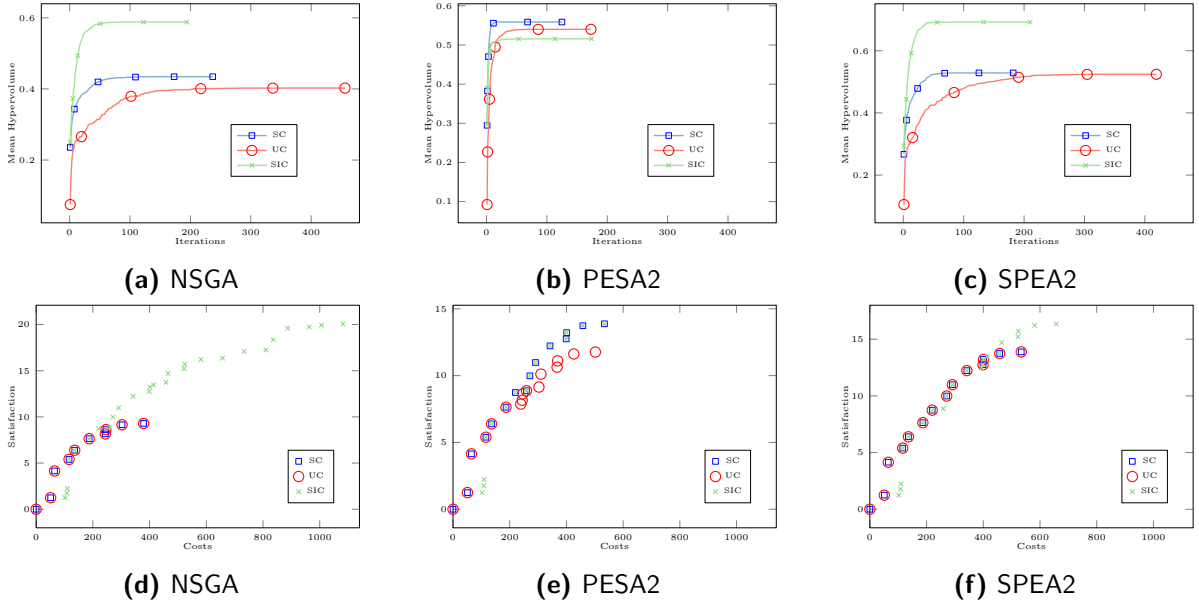 0.6
0.4
0.2
0
100
200
300
400
Mean Hypervolume
Iterations
SC
UC
SIC
(a) NSGA
0.6
0.5
0.4
0.3
0.2
0.1
0
100
200
300
400
Mean Hypervolume
Iterations
SC
UC
SIC
(b) PESA2
0.6
0.4
0.2
0
100
200
300
400
Mean Hypervolume
Iterations
SC
UC
SIC
(c) SPEA2
20
15
10
5
0
0
200
400
600
800
1000
Satisfaction
Costs
SC
UC
SIC
(d) NSGA
15
10
5
0
0
200
400
600
800
1000
Satisfaction
Costs
SC
UC
SIC
(e) PESA2
15
10
5
0
0
200
400
600
800
1000
Satisfaction
Costs
SC
UC
SIC
(f) SPEA2